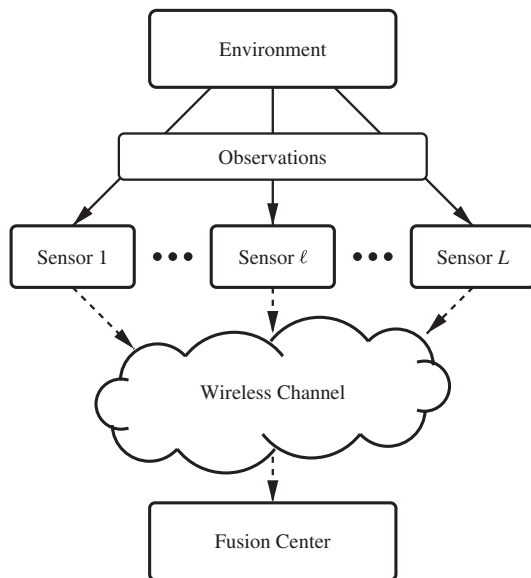 Environment
Observations
Sensor 1 ••• Sensor ℓ ••• Sensor L
Wireless Channel
Fusion Center